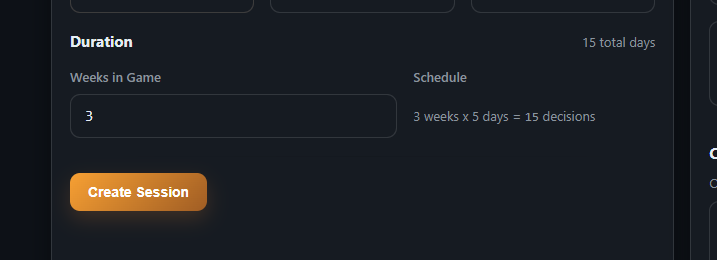 Duration
15 total days
Weeks in Game
Schedule
3
3 weeks x 5 days = 15 decisions
Create Session